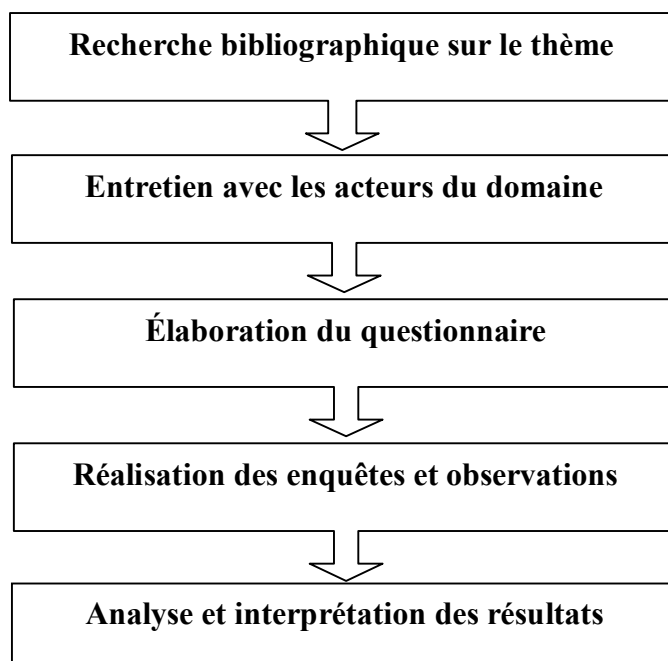 Recherche bibliographique sur le thème
Entretien avec les acteurs du domaine
Élaboration du questionnaire
Réalisation des enquêtes et observations
Analyse et interprétation des résultats